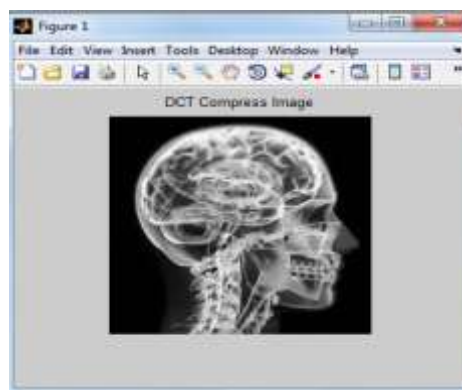 Figure 1
File Edit View Insert Tools Desktop Window Help
DCT Compress Image